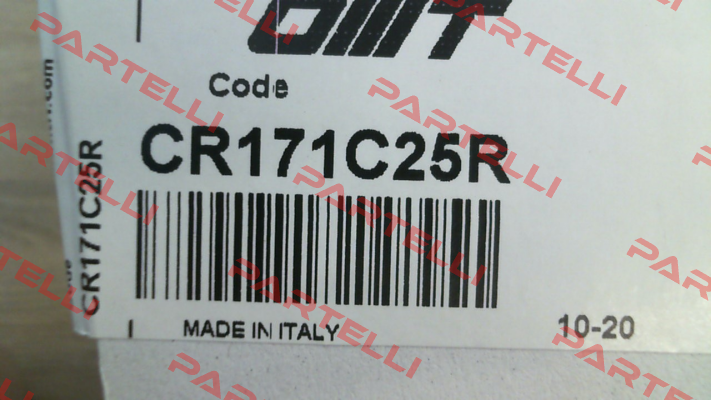 Code
CR171C25R
MADE IN ITALY
10-20
CR171C25R
PARTELLI